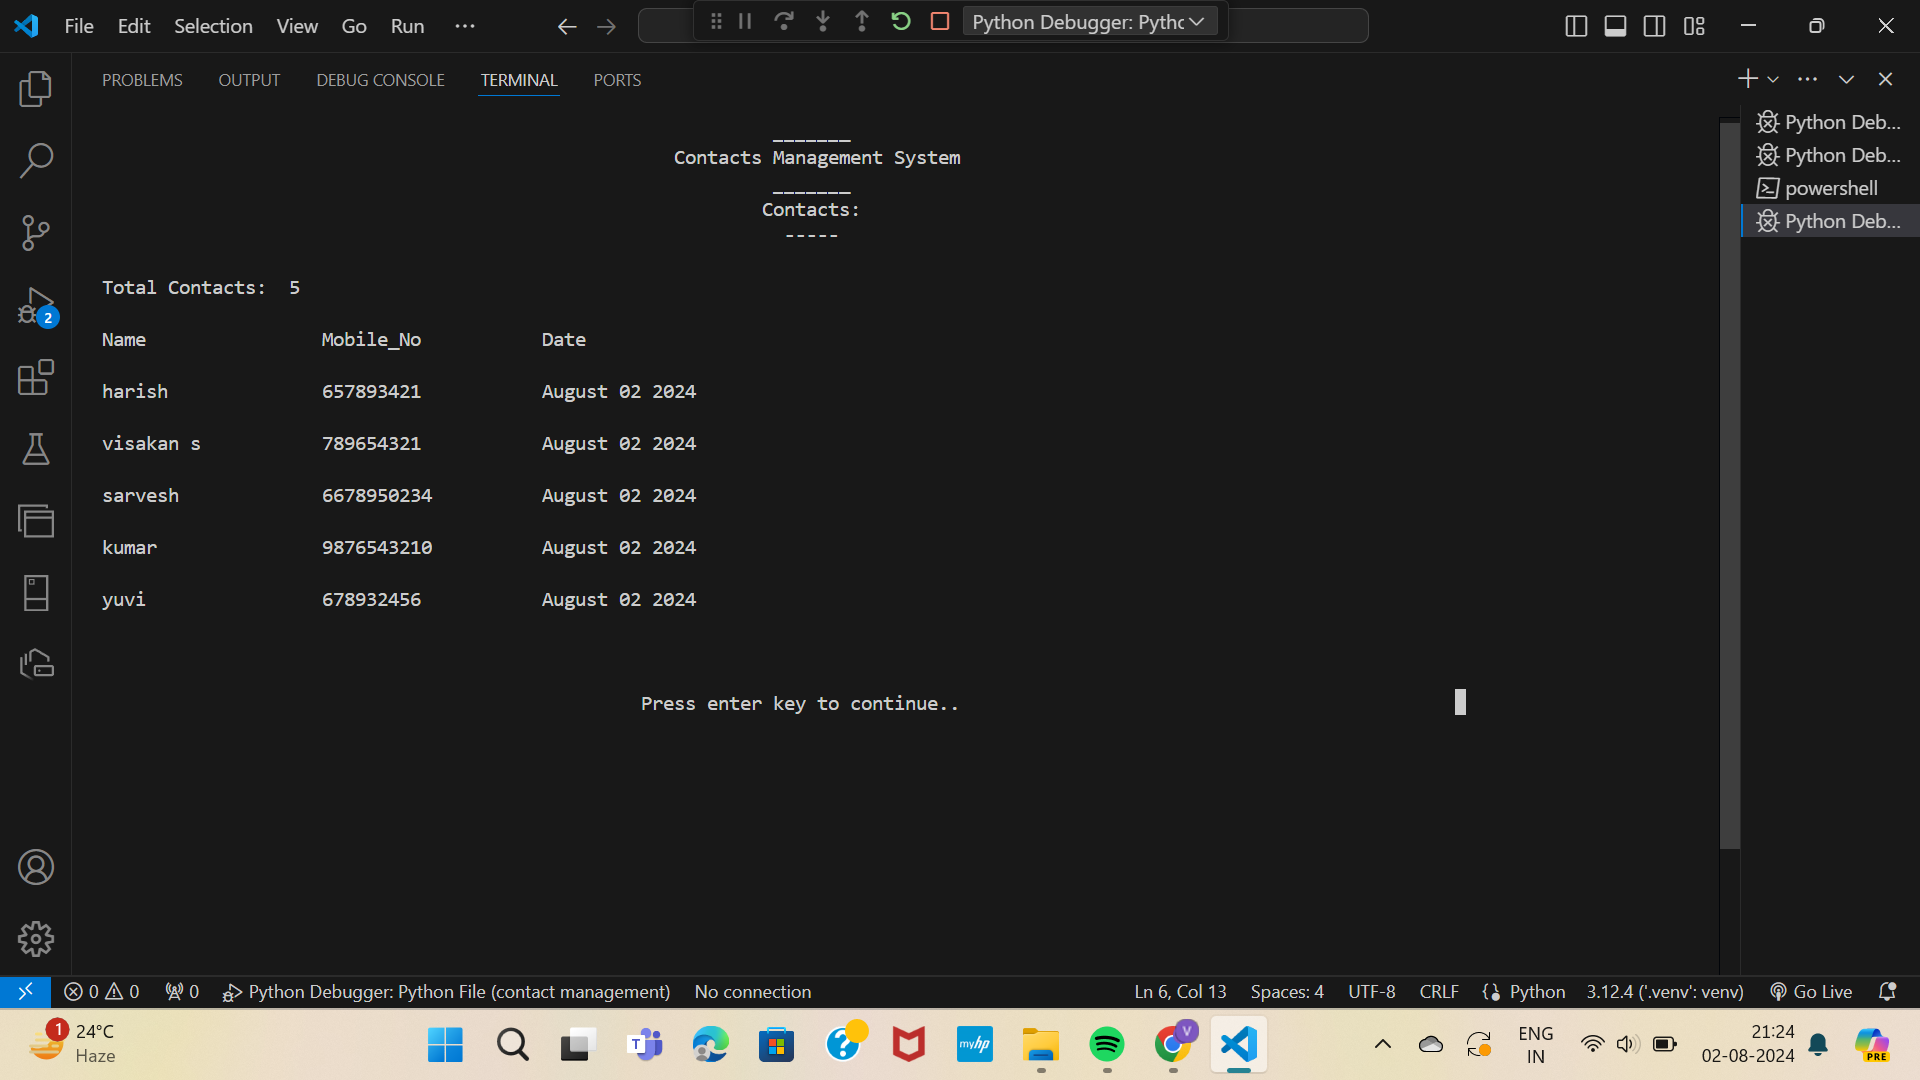 File Edit Selection View Go Run ···
Python Debugger: Pythc
PROBLEMS OUTPUT DEBUG CONSOLE TERMINAL PORTS
Python Deb...
Python Deb...
powershell
Python Deb...
_______
Contacts Management System
_______
Contacts:
-----
2
Total Contacts:  5
Name Mobile_No Date
harish 657893421 August 02 2024
visakan s 789654321 August 02 2024
sarvesh 6678950234 August 02 2024
kumar 9876543210 August 02 2024
yuvi 678932456 August 02 2024
Press enter key to continue..
0 0 0 Python Debugger: Python File (contact management) No connection Ln 6, Col 13 Spaces: 4 UTF-8 CRLF Python 3.12.4 ('.venv': venv) Go Live
1 24°C
Haze
T
?
myhp
V
ENG
IN
21:24
02-08-2024
PRE